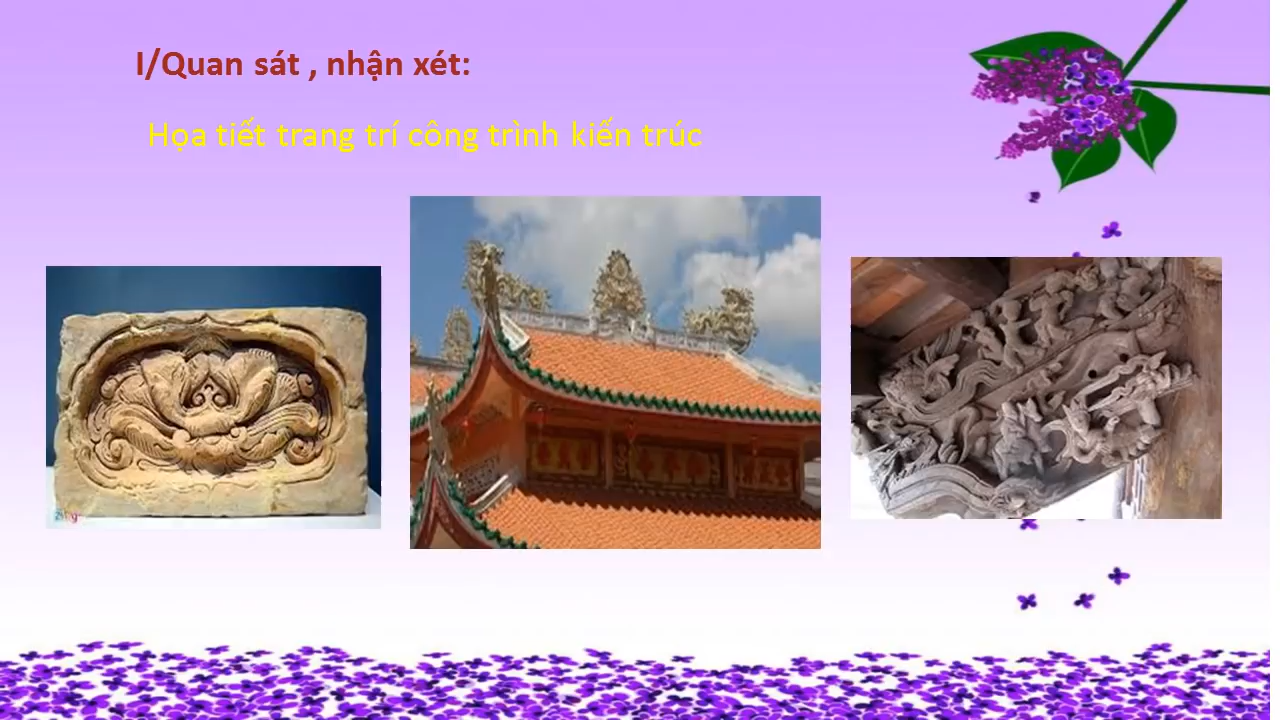 I/Quan sát , nhận xét:
Họa tiết trang trí công trình kiến trúc